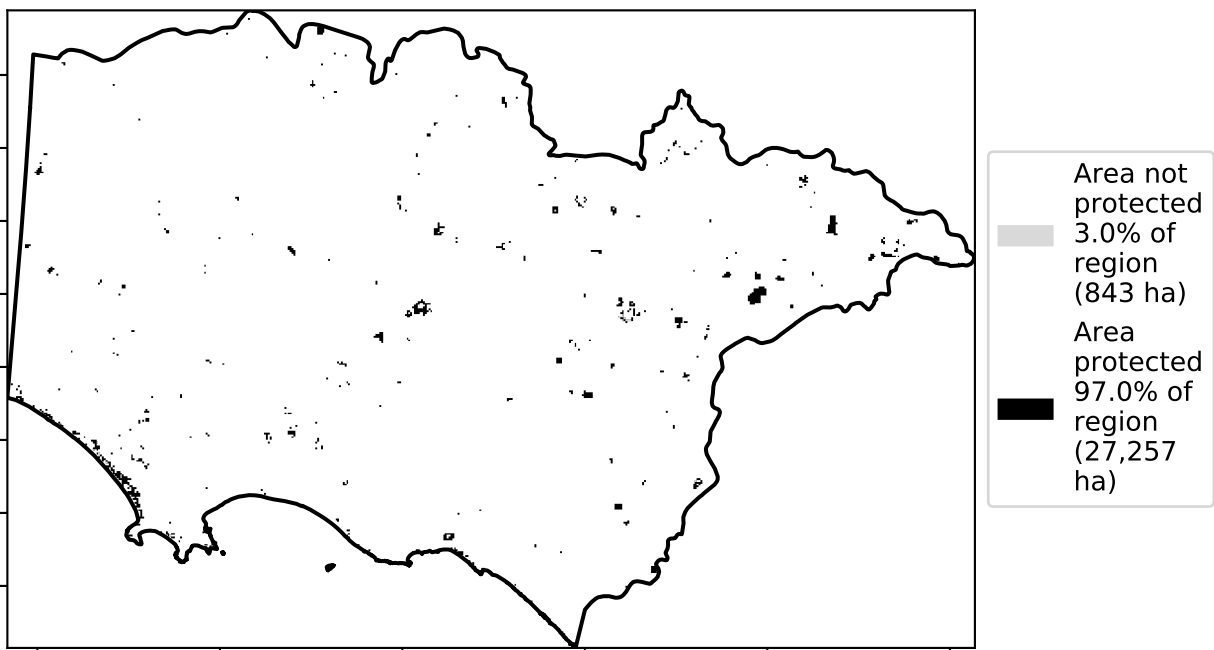 Area not
protected
3.0% of
region
(843 ha)
Area
protected
97.0% of
region
(27,257
ha)